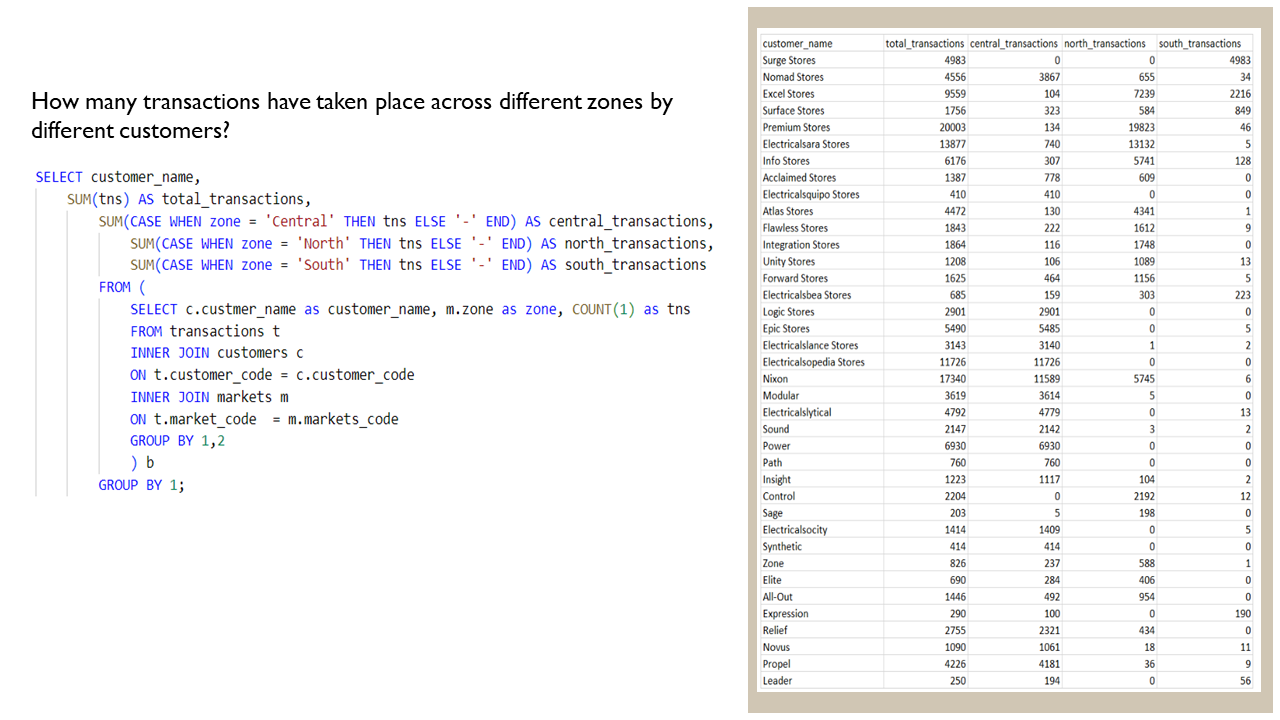 How many transactions have taken place across different zones by
different customers?
SELECT customer_name,
SUM(tns) AS total_transactions,
SUM(CASE WHEN zone = 'Central' THEN tns ELSE '-' END) AS central_transactions,
SUM(CASE WHEN zone = 'North' THEN tns ELSE '-' END) AS north_transactions,
SUM(CASE WHEN zone = 'South' THEN tns ELSE '-' END) AS south_transactions
FROM (
SELECT c.custmer_name as customer_name, m.zone as zone, COUNT(1) as tns
FROM transactions t
INNER JOIN customers c
ON t.customer_code = c.customer_code
INNER JOIN markets m
ON t.market_code = m.markets_code
GROUP BY 1,2
) b
GROUP BY 1;
customer_name total_transactions central_transactions north_transactions south_transactions
Surge Stores 4983 0 0 4983
Nomad Stores 4556 3867 655 34
Excel Stores 9559 104 7239 2216
Surface Stores 1756 323 584 849
Premium Stores 20003 134 19823 46
Electricalsara Stores 13877 740 13132 5
Info Stores 6176 307 5741 128
Acclaimed Stores 1387 778 609 0
Electricalsquipo Stores 410 410 0 0
Atlas Stores 4472 130 4341 1
Flawless Stores 1843 222 1612 9
Integration Stores 1864 116 1748 0
Unity Stores 1208 106 1089 13
Forward Stores 1625 464 1156 5
Electricalsbea Stores 685 159 303 223
Logic Stores 2901 2901 0 0
Epic Stores 5490 5485 0 5
Electricalslance Stores 3143 3140 1 2
Electricalsopedia Stores 11726 11726 0 0
Nixon 17340 11589 5745 6
Modular 3619 3614 5 0
Electricalslytical 4792 4779 0 13
Sound 2147 2142 3 2
Power 6930 6930 0 0
Path 760 760 0 0
Insight 1223 1117 104 2
Control 2204 0 2192 12
Sage 203 5 198 0
Electricalsocity 1414 1409 0 5
Synthetic 414 414 0 0
Zone 826 237 588 1
Elite 690 284 406 0
All-Out 1446 492 954 0
Expression 290 100 0 190
Relief 2755 2321 434 0
Novus 1090 1061 18 11
Propel 4226 4181 36 9
Leader 250 194 0 56